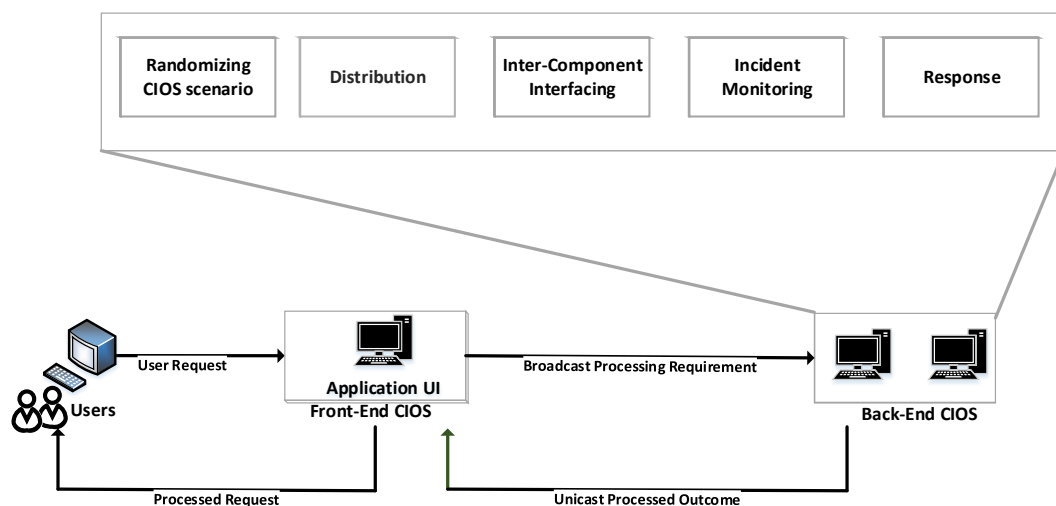 Randomizing
CIOS scenario
Distribution
Inter-Component
Interfacing
Incident
Monitoring
Response
User Request
Broadcast Processing Requirement
Application UI
Users
Front-End CIOS
Back-End CIOS
Processed Request
Unicast Processed Outcome